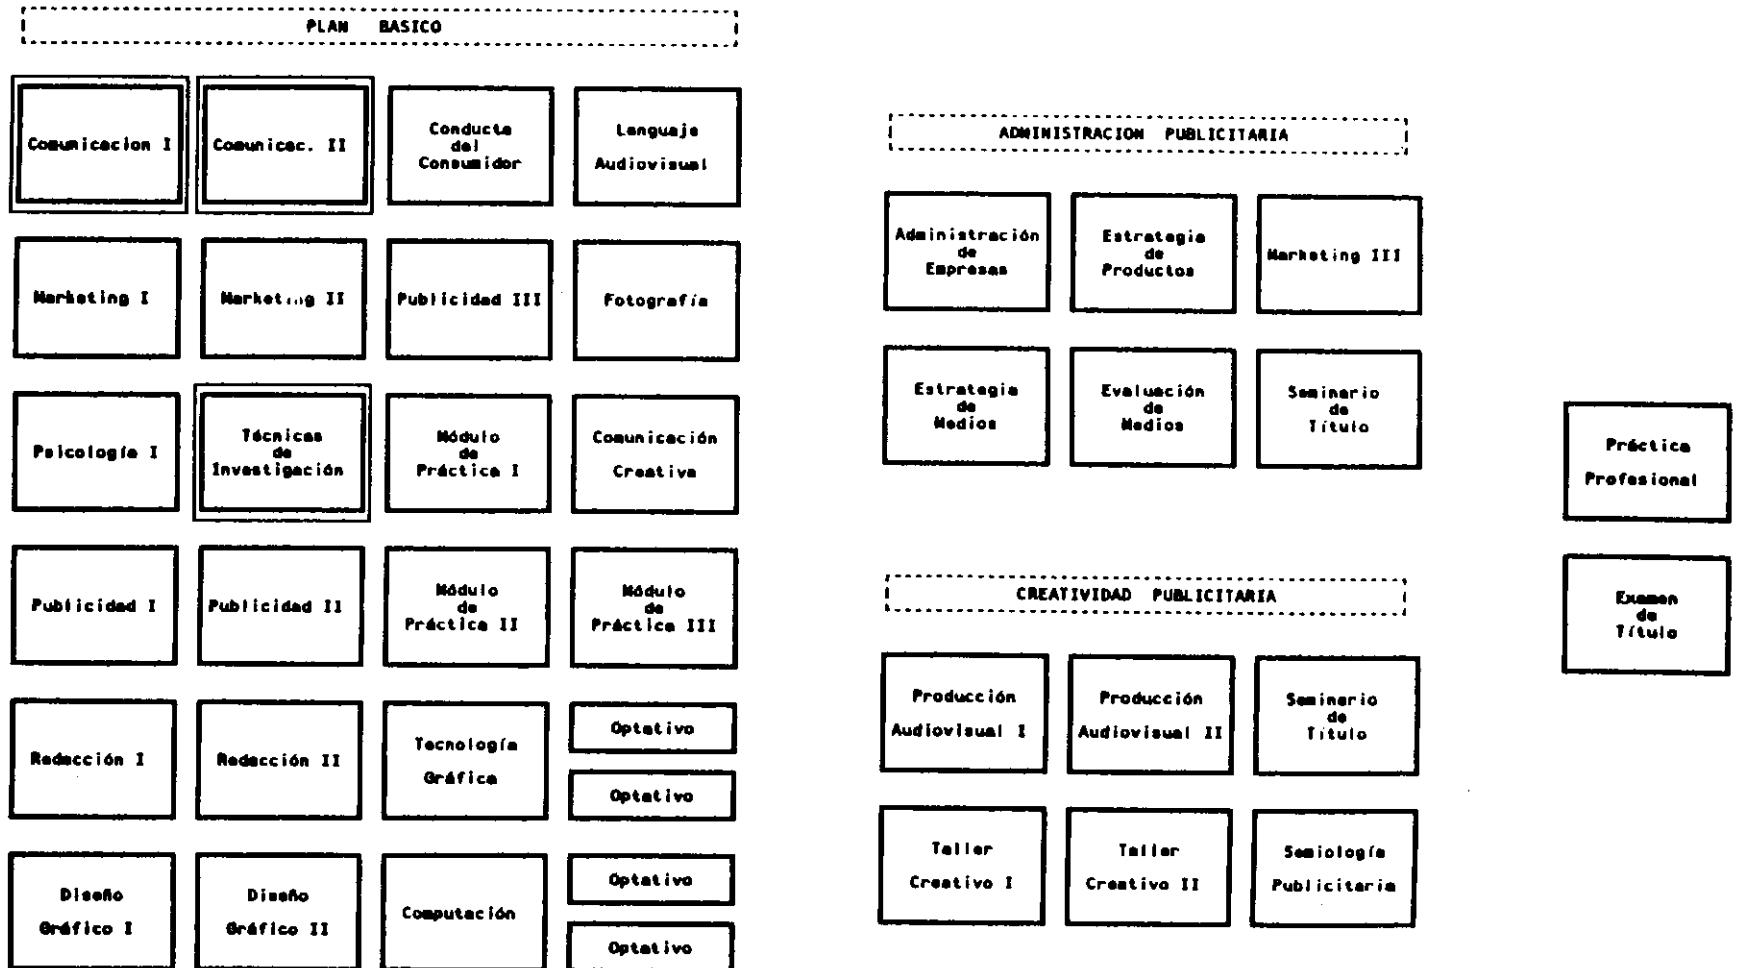 PLAN BASICO
Comunicacion I
Comunicac. II
Conducta
del
Consumidor
Lenguaje
Audiovisual
Marketing I
Marketing II
Publicidad III
Fotografía
Psicología I
Técnicas
de
Investigación
Módulo
de
Práctica I
Comunicación
Creativa
Publicidad I
Publicidad II
Módulo
de
Práctica II
Módulo
de
Práctica III
Redacción I
Redacción II
Tecnología
Gráfica
Optativo
Optativo
Diseño
Gráfico I
Diseño
Gráfico II
Computación
Optativo
Optativo
ADMINISTRACION PUBLICITARIA
Administración
de
Empresas
Estrategia
de
Productos
Marketing III
Estrategia
de
Medios
Evaluación
de
Medios
Seminario
de
Título
CREATIVIDAD PUBLICITARIA
Producción
Audiovisual I
Producción
Audiovisual II
Seminario
de
Título
Taller
Creativo I
Taller
Creativo II
Semiología
Publicitaria
Práctica
Profesional
Examen
de
Título